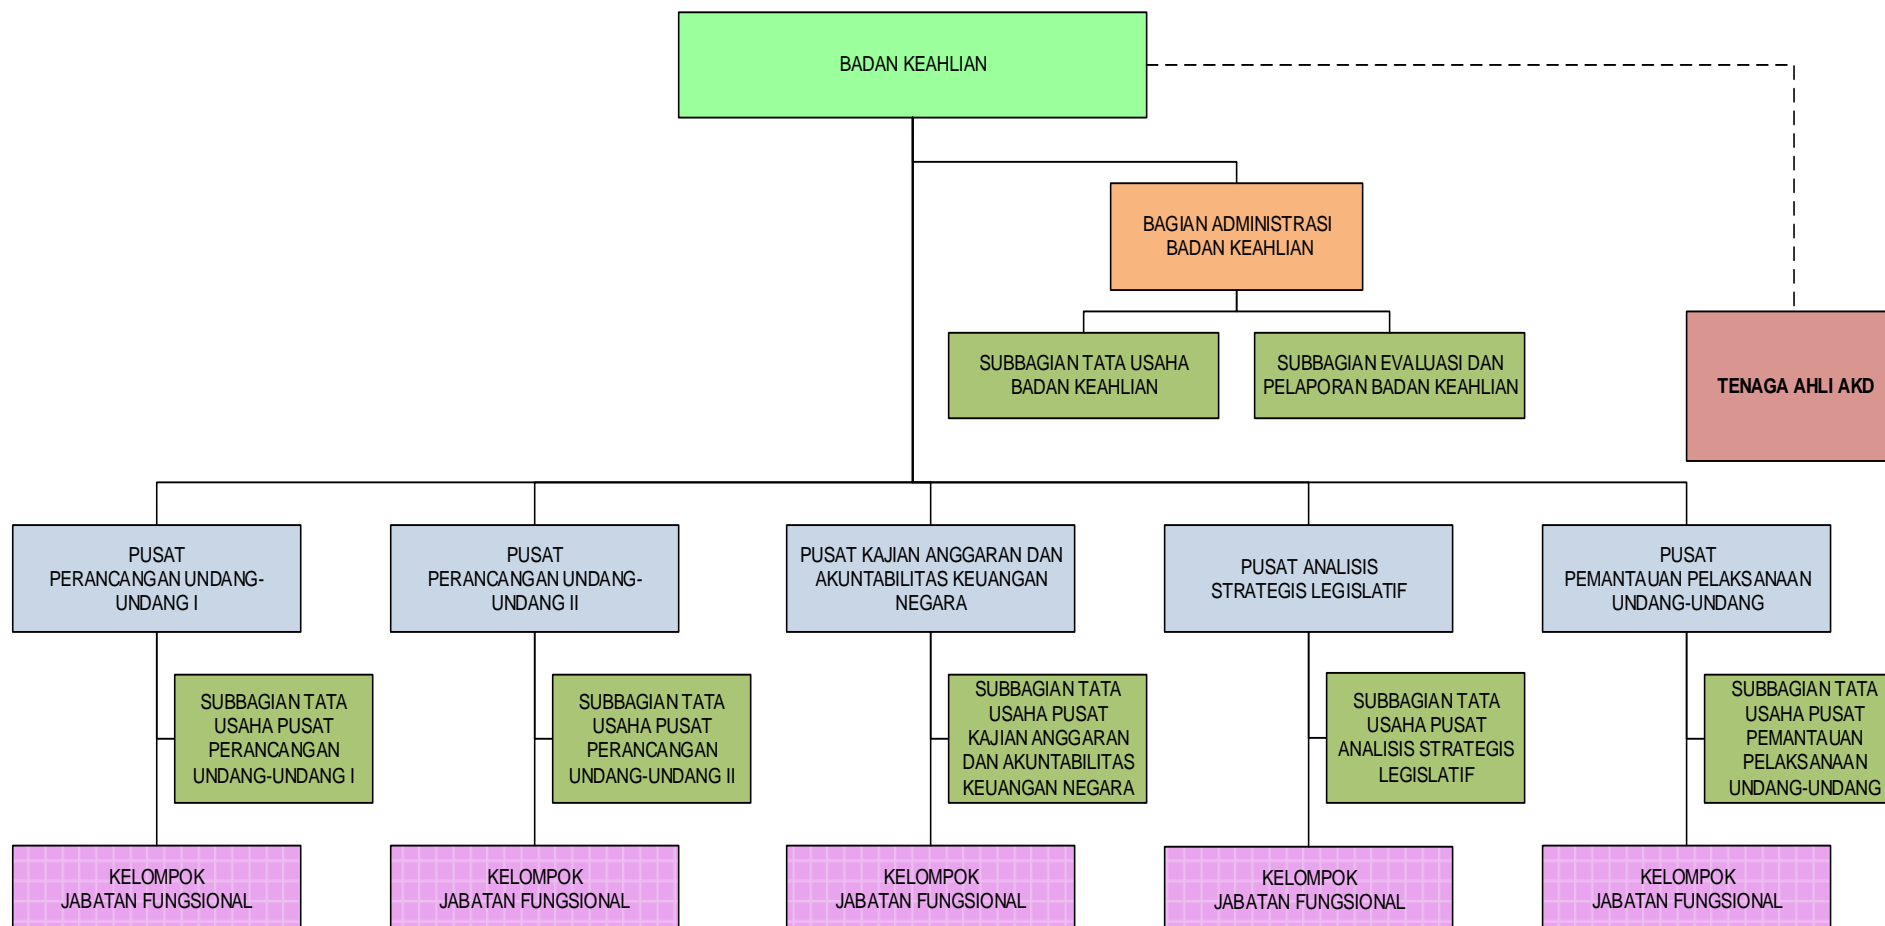 BADAN KEAHLIAN
BAGIAN ADMINISTRASI
BADAN KEAHLIAN
SUBBAGIAN TATA USAHA
BADAN KEAHLIAN
SUBBAGIAN EVALUASI DAN
PELAPORAN BADAN KEAHLIAN
TENAGA AHLI AKD
PUSAT
PERANCANGAN UNDANG-
UNDANG I
PUSAT
PERANCANGAN UNDANG-
UNDANG II
PUSAT KAJIAN ANGGARAN DAN
AKUNTABILITAS KEUANGAN
NEGARA
PUSAT ANALISIS
STRATEGIS LEGISLATIF
PUSAT
PEMANTAUAN PELAKSANAAN
UNDANG-UNDANG
SUBBAGIAN TATA
USAHA PUSAT
PERANCANGAN
UNDANG-UNDANG I
SUBBAGIAN TATA
USAHA PUSAT
PERANCANGAN
UNDANG-UNDANG II
SUBBAGIAN TATA
USAHA PUSAT
KAJIAN ANGGARAN
DAN AKUNTABILITAS
KEUANGAN NEGARA
SUBBAGIAN TATA
USAHA PUSAT
ANALISIS STRATEGIS
LEGISLATIF
SUBBAGIAN TATA
USAHA PUSAT
PEMANTAUAN
PELAKSANAAN
UNDANG-UNDANG
KELOMPOK
JABATAN FUNGSIONAL
KELOMPOK
JABATAN FUNGSIONAL
KELOMPOK
JABATAN FUNGSIONAL
KELOMPOK
JABATAN FUNGSIONAL
KELOMPOK
JABATAN FUNGSIONAL